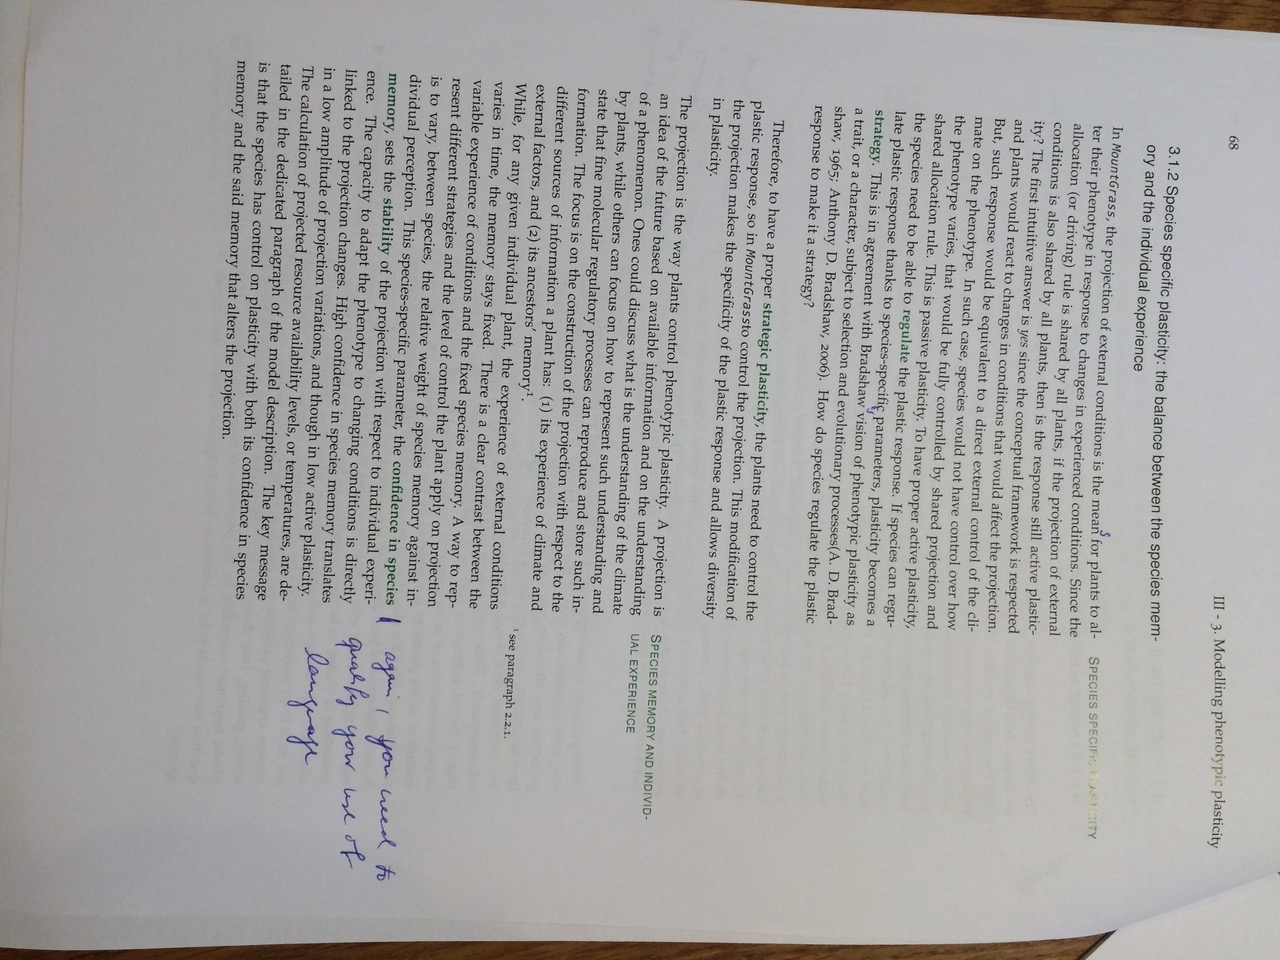 68
III - 3. Modelling phenotypic plasticity
3.1.2 Species specific plasticity: the balance between the species mem-
ory and the individual experience
In MountGrass, the projection of external conditions is the means for plants to al-
ter their phenotype in response to changes in experienced conditions. Since the
allocation (or driving) rule is shared by all plants, if the projection of external
conditions is also shared by all plants, then is the response still active plastic-
ity? The first intuitive answer is yes since the conceptual framework is respected
and plants would react to changes in conditions that would affect the projection.
But, such response would be equivalent to a direct external control of the cli-
mate on the phenotype. In such case, species would not have control over how
the phenotype varies, that would be fully controlled by shared projection and
shared allocation rule. This is passive plasticity. To have proper active plasticity,
the species need to be able to regulate the plastic response. If species can regu-
late plastic response thanks to species-specific parameters, plasticity becomes a
strategy. This is in agreement with Bradshaw's vision of phenotypic plasticity as
a trait, or a character, subject to selection and evolutionary processes(A. D. Brad-
shaw, 1965; Anthony D. Bradshaw, 2006). How do species regulate the plastic
response to make it a strategy?
SPECIES SPECIFIC PLASTICITY
Therefore, to have a proper strategic plasticity, the plants need to control the
plastic response, so in MountGrassto control the projection. This modification of
the projection makes the specificity of the plastic response and allows diversity
in plasticity.
The projection is the way plants control phenotypic plasticity. A projection is
an idea of the future based on available information and on the understanding
of a phenomenon. Ones could discuss what is the understanding of the climate
by plants, while others can focus on how to represent such understanding and
state that fine molecular regulatory processes can reproduce and store such in-
formation. The focus is on the construction of the projection with respect to the
different sources of information a plant has: (1) its experience of climate and
external factors, and (2) its ancestors' memory¹.
SPECIES MEMORY AND INDIVID-
UAL EXPERIENCE
¹ see paragraph 2.2.1.
While, for any given individual plant, the experience of external conditions
varies in time, the memory stays fixed. There is a clear contrast between the
variable experience of conditions and the fixed species memory. A way to rep-
resent different strategies and the level of control the plant apply on projection
is to vary, between species, the relative weight of species memory against in-
dividual perception. This species-specific parameter, the confidence in species
memory, sets the stability of the projection with respect to individual experi-
ence. The capacity to adapt the phenotype to changing conditions is directly
linked to the projection changes. High confidence in species memory translates
in a low amplitude of projection variations, and though in low active plasticity.
The calculation of projected resource availability levels, or temperatures, are de-
tailed in the dedicated paragraph of the model description. The key message
is that the species has control on plasticity with both its confidence in species
memory and the said memory that alters the projection.
again, you need to
qualify your use of
language